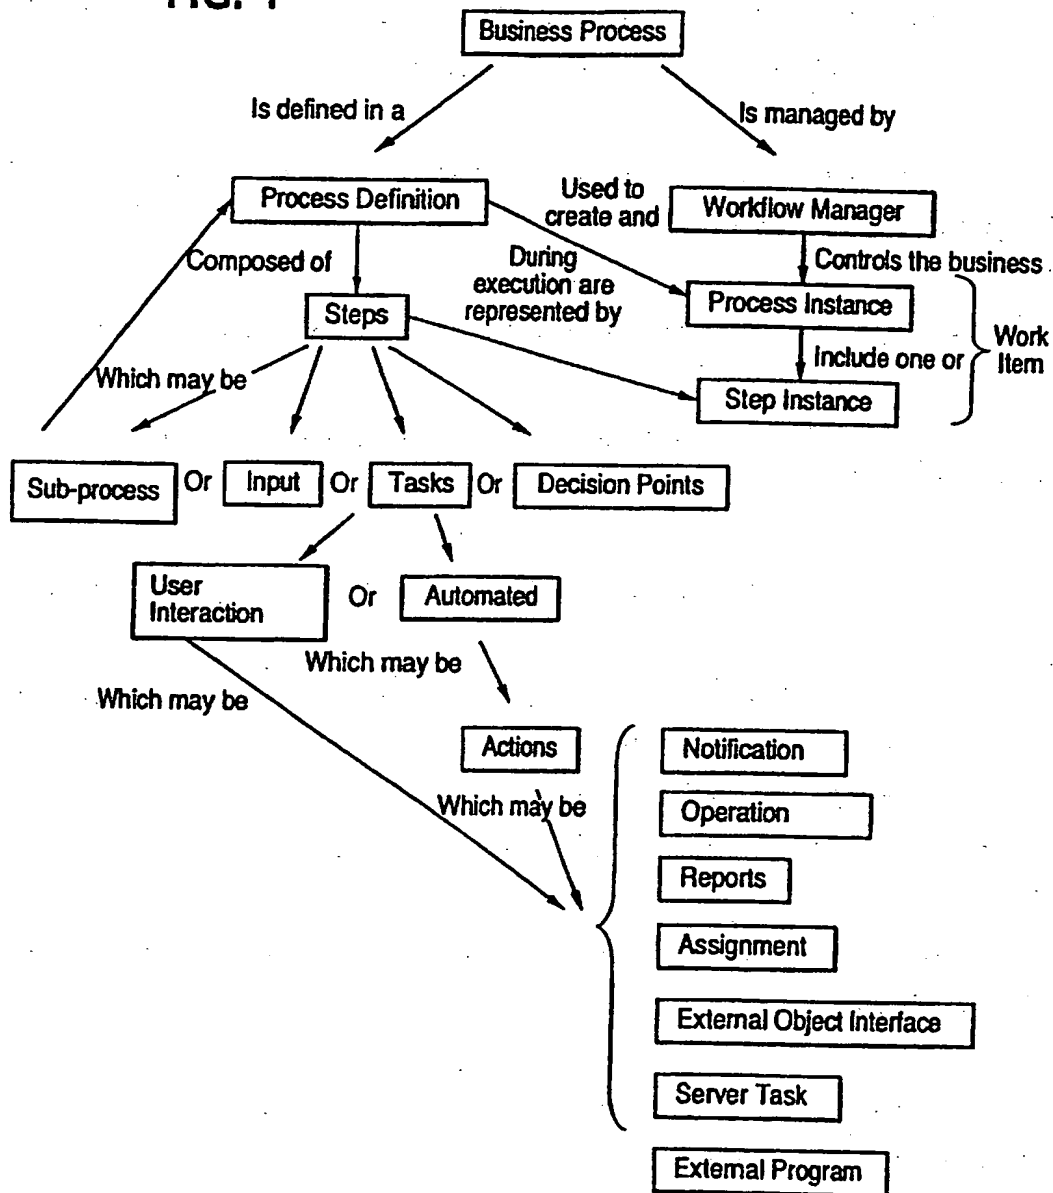 FIG. 1
Business Process
Is defined in a
Is managed by
Process Definition
Used to
create and
Workflow Manager
Composed of
During
execution are
represented by
Controls the business
Process Instance
Steps
Include one or
Work
Item
Which may be
Step Instance
Sub-process
Or
Input
Or
Tasks
Or
Decision Points
User
Interaction
Or
Automated
Which may be
Which may be
Actions
Notification
Which may be
Operation
Reports
Assignment
External Object Interface
Server Task
External Program